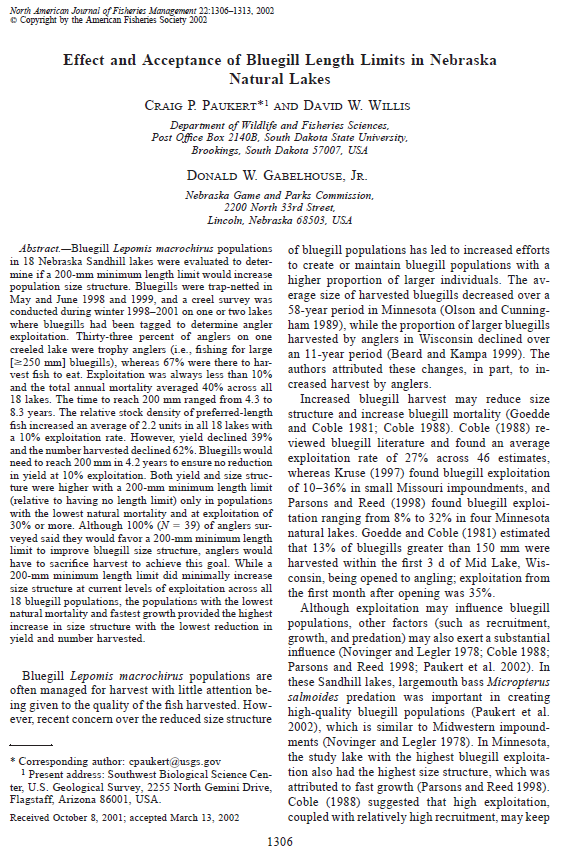 North American Journal of Fisheries Management 22:1306–1313, 2002
© Copyright by the American Fisheries Society 2002
Effect and Acceptance of Bluegill Length Limits in Nebraska
Natural Lakes
CRAIG P. PAUKERT*1 AND DAVID W. WILLIS
Department of Wildlife and Fisheries Sciences,
Post Office Box 2140B, South Dakota State University,
Brookings, South Dakota 57007, USA
DONALD W. GABELHOUSE, JR.
Nebraska Game and Parks Commission,
2200 North 33rd Street,
Lincoln, Nebraska 68503, USA
Abstract.—Bluegill Lepomis macrochirus populations
in 18 Nebraska Sandhill lakes were evaluated to deter-
mine if a 200-mm minimum length limit would increase
population size structure. Bluegills were trap-netted in
May and June 1998 and 1999, and a creel survey was
conducted during winter 1998–2001 on one or two lakes
where bluegills had been tagged to determine angler
exploitation. Thirty-three percent of anglers on one
creeled lake were trophy anglers (i.e., fishing for large
[≥250 mm] bluegills), whereas 67% were there to har-
vest fish to eat. Exploitation was always less than 10%
and the total annual mortality averaged 40% across all
18 lakes. The time to reach 200 mm ranged from 4.3 to
8.3 years. The relative stock density of preferred-length
fish increased an average of 2.2 units in all 18 lakes with
a 10% exploitation rate. However, yield declined 39%
and the number harvested declined 62%. Bluegills would
need to reach 200 mm in 4.2 years to ensure no reduction
in yield at 10% exploitation. Both yield and size struc-
ture were higher with a 200-mm minimum length limit
(relative to having no length limit) only in populations
with the lowest natural mortality and at exploitation of
30% or more. Although 100% (N = 39) of anglers sur-
veyed said they would favor a 200-mm minimum length
limit to improve bluegill size structure, anglers would
have to sacrifice harvest to achieve this goal. While a
200-mm minimum length limit did minimally increase
size structure at current levels of exploitation across all
18 bluegill populations, the populations with the lowest
natural mortality and fastest growth provided the highest
increase in size structure with the lowest reduction in
yield and number harvested.
Bluegill Lepomis macrochirus populations are
often managed for harvest with little attention be-
ing given to the quality of the fish harvested. How-
ever, recent concern over the reduced size structure
* Corresponding author: cpaukert@usgs.gov
1 Present address: Southwest Biological Science Cen-
ter, U.S. Geological Survey, 2255 North Gemini Drive,
Flagstaff, Arizona 86001, USA.
Received October 8, 2001; accepted March 13, 2002
of bluegill populations has led to increased efforts
to create or maintain bluegill populations with a
higher proportion of larger individuals. The av-
erage size of harvested bluegills decreased over a
58-year period in Minnesota (Olson and Cunning-
ham 1989), while the proportion of larger bluegills
harvested by anglers in Wisconsin declined over
an 11-year period (Beard and Kampa 1999). The
authors attributed these changes, in part, to in-
creased harvest by anglers.
Increased bluegill harvest may reduce size
structure and increase bluegill mortality (Goedde
and Coble 1981; Coble 1988). Coble (1988) re-
viewed bluegill literature and found an average
exploitation rate of 27% across 46 estimates,
whereas Kruse (1997) found bluegill exploitation
of 10–36% in small Missouri impoundments, and
Parsons and Reed (1998) found bluegill exploi-
tation ranging from 8% to 32% in four Minnesota
natural lakes. Goedde and Coble (1981) estimated
that 13% of bluegills greater than 150 mm were
harvested within the first 3 d of Mid Lake, Wis-
consin, being opened to angling; exploitation from
the first month after opening was 35%.
Although exploitation may influence bluegill
populations, other factors (such as recruitment,
growth, and predation) may also exert a substantial
influence (Novinger and Legler 1978; Coble 1988;
Parsons and Reed 1998; Paukert et al. 2002). In
these Sandhill lakes, largemouth bass Micropterus
salmoides predation was important in creating
high-quality bluegill populations (Paukert et al.
2002), which is similar to Midwestern impound-
ments (Novinger and Legler 1978). In Minnesota,
the study lake with the highest bluegill exploita-
tion also had the highest size structure, which was
attributed to fast growth (Parsons and Reed 1998).
Coble (1988) suggested that high exploitation,
coupled with relatively high recruitment, may keep
1306